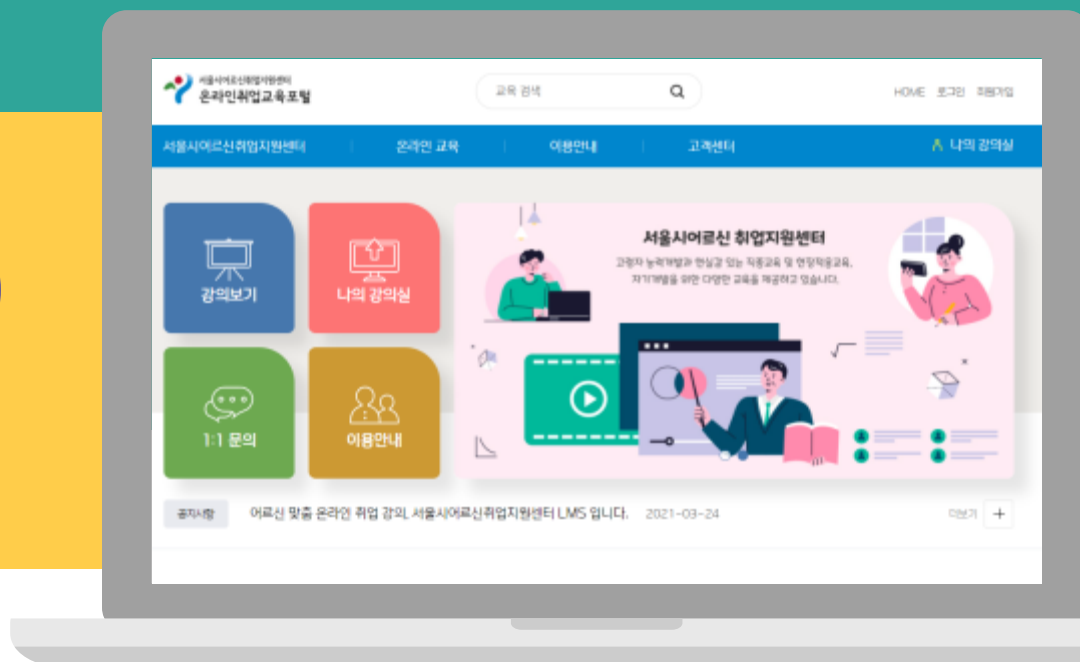 서울시어르신취업지원센터
온라인취업교육포털
교육 검색
HOME 로그인 회원가입
서울시어르신취업지원센터 온라인 교육 이용안내 고객센터 나의 강의실
강의보기
나의 강의실
1:1 문의
이용안내
서울시어르신 취업지원센터
고령자 능력개발과 현실감 있는 직종교육 및 현장적응교육,
자기개발을 위한 다양한 교육을 제공하고 있습니다.
공지사항 어르신 맞춤 온라인 취업 강의, 서울시어르신취업지원센터 LMS 입니다. 2021-03-24 더보기 +